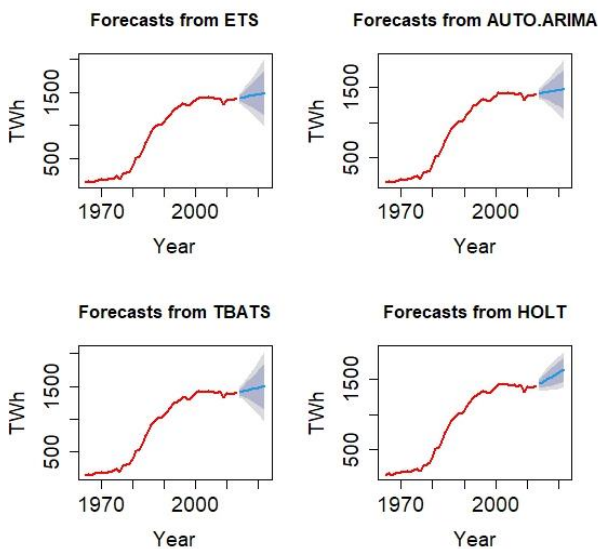 Forecasts from ETS
TWh
1500
500
1970 2000
Year
Forecasts from AUTO.ARIMA
TWh
1500
500
1970 2000
Year
Forecasts from TBATS
TWh
1500
500
1970 2000
Year
Forecasts from HOLT
TWh
1500
500
1970 2000
Year